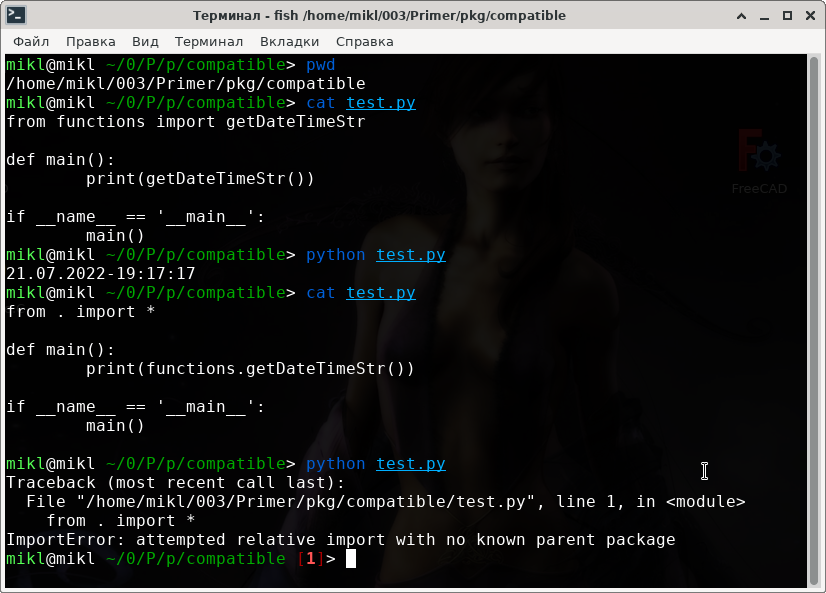 Терминал - fish /home/mikl/003/Primer/pkg/compatible
Файл Правка Вид Терминал Вкладки Справка
mikl@mikl ~/0/P/p/compatible> pwd
/home/mikl/003/Primer/pkg/compatible
mikl@mikl ~/0/P/p/compatible> cat test.py
from functions import getDateTimeStr
def main():
        print(getDateTimeStr())
if __name__ == '__main__':
        main()
mikl@mikl ~/0/P/p/compatible> python test.py
21.07.2022-19:17:17
mikl@mikl ~/0/P/p/compatible> cat test.py
from . import *
def main():
        print(functions.getDateTimeStr())
if __name__ == '__main__':
        main()
mikl@mikl ~/0/P/p/compatible> python test.py
Traceback (most recent call last):
  File "/home/mikl/003/Primer/pkg/compatible/test.py", line 1, in <module>
    from . import *
ImportError: attempted relative import with no known parent package
mikl@mikl ~/0/P/p/compatible [1]>
FreeCAD